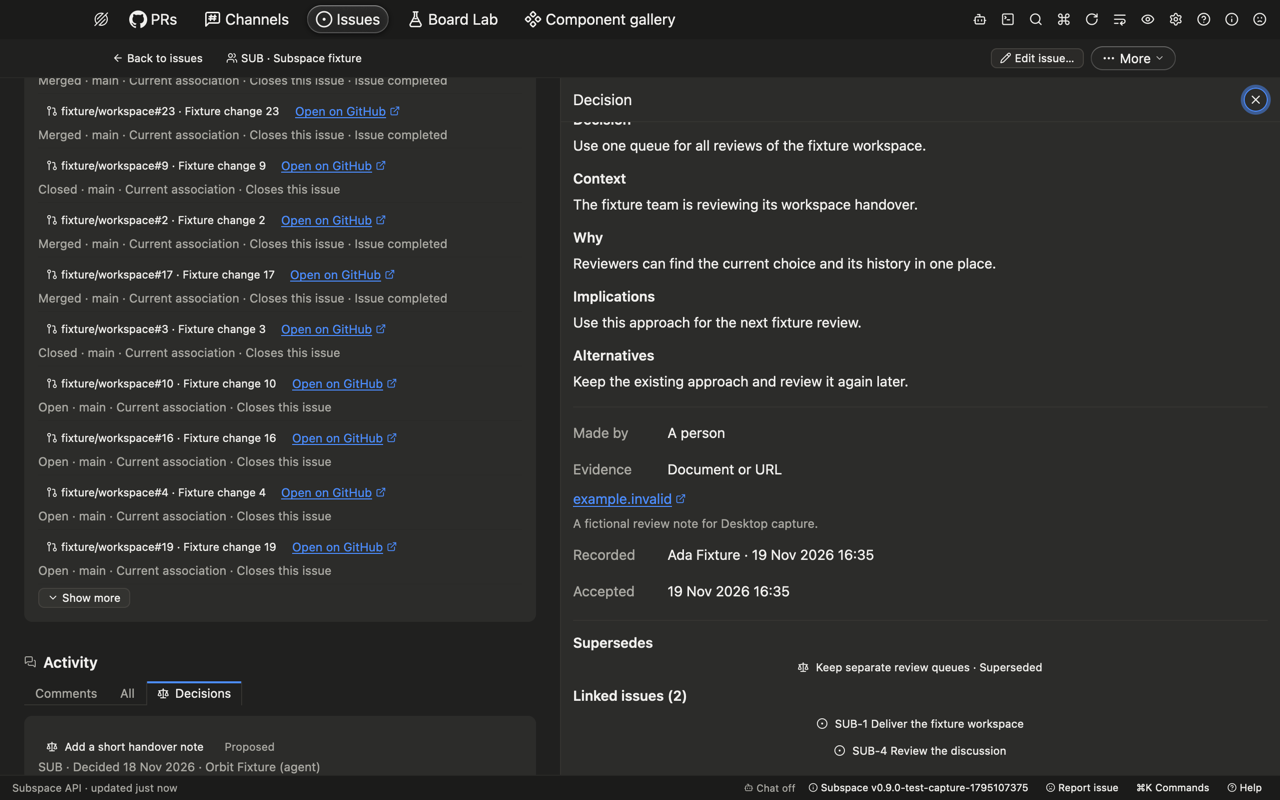 PRs
Channels
Issues
Board Lab
Component gallery
Back to issues
SUB · Subspace fixture
Edit issue...
More
Merged · main · Current association · Closes this issue · Issue completed
fixture/workspace#23 · Fixture change 23 Open on GitHub
Merged · main · Current association · Closes this issue · Issue completed
fixture/workspace#9 · Fixture change 9 Open on GitHub
Closed · main · Current association · Closes this issue
fixture/workspace#2 · Fixture change 2 Open on GitHub
Merged · main · Current association · Closes this issue · Issue completed
fixture/workspace#17 · Fixture change 17 Open on GitHub
Merged · main · Current association · Closes this issue · Issue completed
fixture/workspace#3 · Fixture change 3 Open on GitHub
Closed · main · Current association · Closes this issue
fixture/workspace#10 · Fixture change 10 Open on GitHub
Open · main · Current association · Closes this issue
fixture/workspace#16 · Fixture change 16 Open on GitHub
Open · main · Current association · Closes this issue
fixture/workspace#4 · Fixture change 4 Open on GitHub
Open · main · Current association · Closes this issue
fixture/workspace#19 · Fixture change 19 Open on GitHub
Open · main · Current association · Closes this issue
Show more
Activity
Comments All Decisions
Add a short handover note Proposed
SUB · Decided 18 Nov 2026 · Orbit Fixture (agent)
Decision
Decision
Use one queue for all reviews of the fixture workspace.
Context
The fixture team is reviewing its workspace handover.
Why
Reviewers can find the current choice and its history in one place.
Implications
Use this approach for the next fixture review.
Alternatives
Keep the existing approach and review it again later.
Made by A person
Evidence Document or URL
example.invalid
A fictional review note for Desktop capture.
Recorded Ada Fixture · 19 Nov 2026 16:35
Accepted 19 Nov 2026 16:35
Supersedes
Keep separate review queues · Superseded
Linked issues (2)
SUB-1 Deliver the fixture workspace
SUB-4 Review the discussion
Subspace API · updated just now
Chat off
Subspace v0.9.0-test-capture-1795107375
Report issue
⌘K Commands
Help